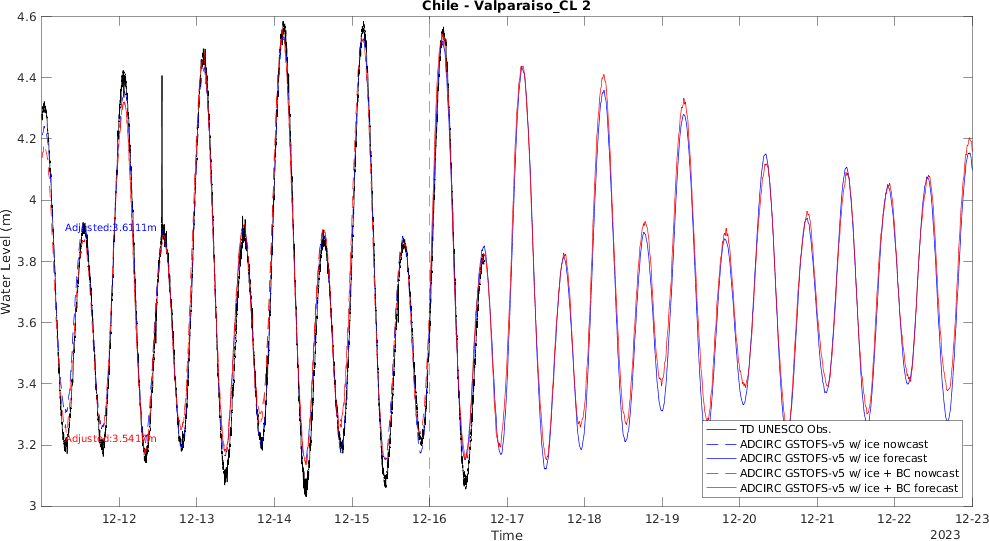 Chile - Valparaiso_CL 2
4.6
4.4
4.2
4
3.8
3.6
3.4
3.2
3
Water Level (m)
Adjusted:3.6111m
12-12
12-13
12-14
12-15
12-16
12-17
12-18
12-19
12-20
12-21
12-22
12-23
Time
2023
TD UNESCO Obs.
ADCIRC GSTOFS-v5 w/ ice nowcast
ADCIRC GSTOFS-v5 w/ ice forecast
ADCIRC GSTOFS-v5 w/ ice + BC nowcast
ADCIRC GSTOFS-v5 w/ ice + BC forecast